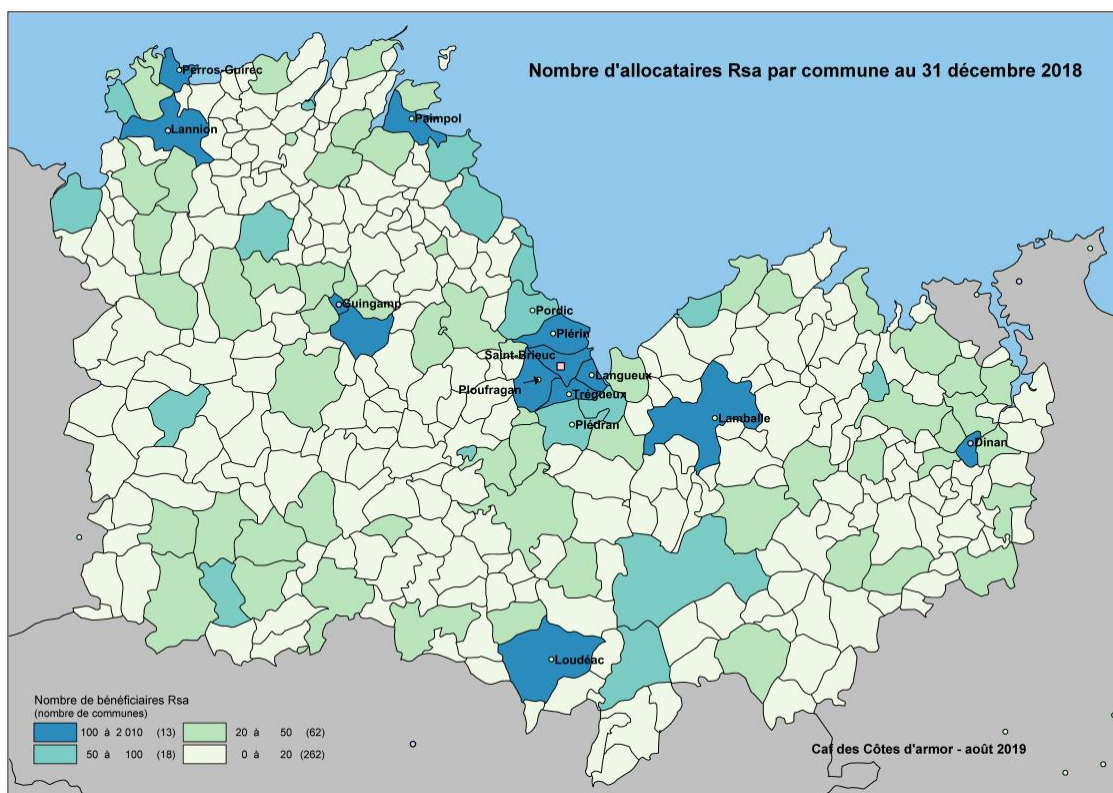 Nombre d'allocataires Rsa par commune au 31 décembre 2018
Perros-Guirec
Lannion
Paimpol
Guingamp
Pordic
Plérin
Saint-Brieuc
Langueux
Ploufragan
Trégueux
Lamballe
Plédran
Dinan
Loudéac
Nombre de bénéficiaires Rsa
(nombre de communes)
100 à 2 010 (13) 20 à 50 (62)
50 à 100 (18) 0 à 20 (262)
Caf des Côtes d'armor - août 2019